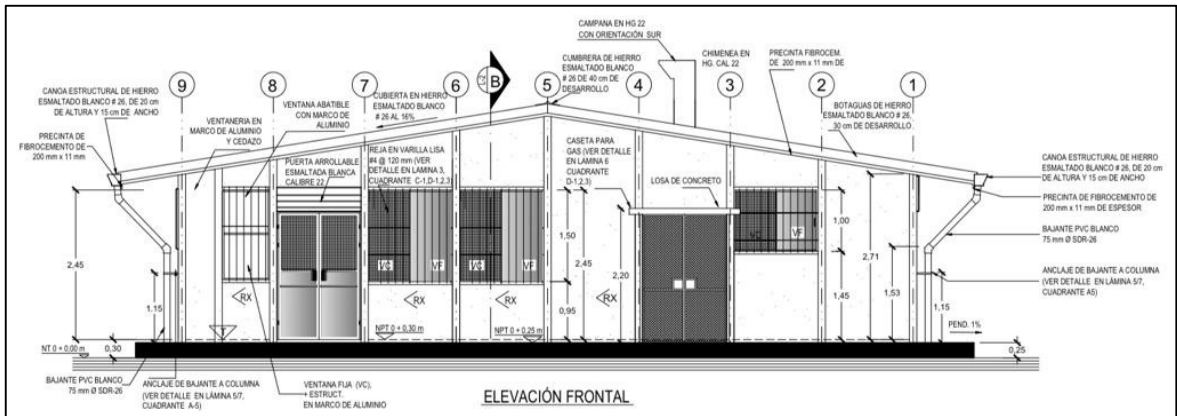 CAMPANA EN HG 22
CON ORIENTACIÓN SUR
CUMBRERA DE HIERRO
ESMALTADO BLANCO
# 26 DE 40 cm DE
DESARROLLO
CHIMENEA EN
HG. CAL 22
PRECINTA FIBROCEM.
DE 200 mm x 11 mm DE
9
8
7
6
B
5
4
3
2
1
CANOA ESTRUCTURAL DE HIERRO
ESMALTADO BLANCO # 26, DE 20 cm
DE ALTURA Y 15 cm DE ANCHO
VENTANA ABATIBLE
CON MARCO DE
ALUMINIO
CUBIERTA EN HIERRO
ESMALTADO BLANCO
# 26 AL 16%
BOTAGUAS DE HIERRO
ESMALTADO BLANCO # 26,
30 cm DE DESARROLLO
VENTANERIA EN
MARCO DE ALUMINIO
Y CEDAZO
PRECINTA DE
FIBROCEMENTO DE
200 mm x 11 mm
REJA EN VARILLA LISA
#4 @ 120 mm (VER
DETALLE EN LAMINA 3,
CUADRANTE C-1,D-1,2,3)
PUERTA ARROLLABLE
ESMALTADA BLANCA
CALIBRE 22
CASETA PARA
GAS (VER DETALLE
EN LAMINA 6
CUADRANTE
D-1,2,3)
LOSA DE CONCRETO
CANOA ESTRUCTURAL DE HIERRO
ESMALTADO BLANCO # 26, DE 20 cm
DE ALTURA Y 15 cm DE ANCHO
PRECINTA DE FIBROCEMENTO DE
200 mm x 11 mm DE ESPESOR
BAJANTE PVC BLANCO
75 mm Ø SDR-26
ANCLAJE DE BAJANTE A COLUMNA
(VER DETALLE EN LÁMINA 5/7,
CUADRANTE A5)
2,45
1.15
VC
VF
VC
VF
1,50
2,45
0,95
2,20
VC
VF
1,00
1,45
2,71
1,53
1,15
RX
RX
RX
RX
T
NPT 0 + 0,30 m
NPT 0 + 0,25 m
PEND. 1%
NT 0 + 0,00 m
0,30
0,25
BAJANTE PVC BLANCO
75 mm Ø SDR-26
ANCLAJE DE BAJANTE A COLUMNA
(VER DETALLE EN LÁMINA 5/7,
CUADRANTE A-5)
VENTANA FIJA (VC),
+ ESTRUCT.
EN MARCO DE ALUMINIO
ELEVACIÓN FRONTAL